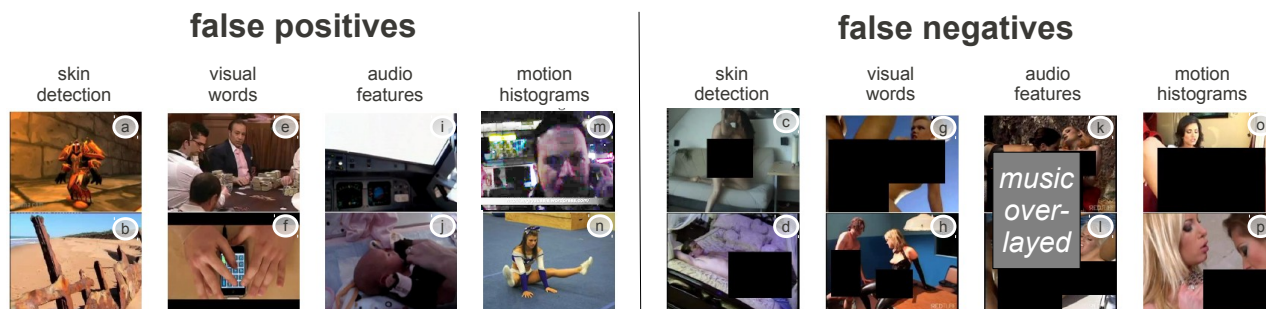 false positives
false negatives
skin
detection
visual
words
audio
features
motion
histograms
skin
detection
visual
words
audio
features
motion
histograms
a
e
i
m
c
g
k
o
b
f
j
n
d
h
l
p
music
over-
layed